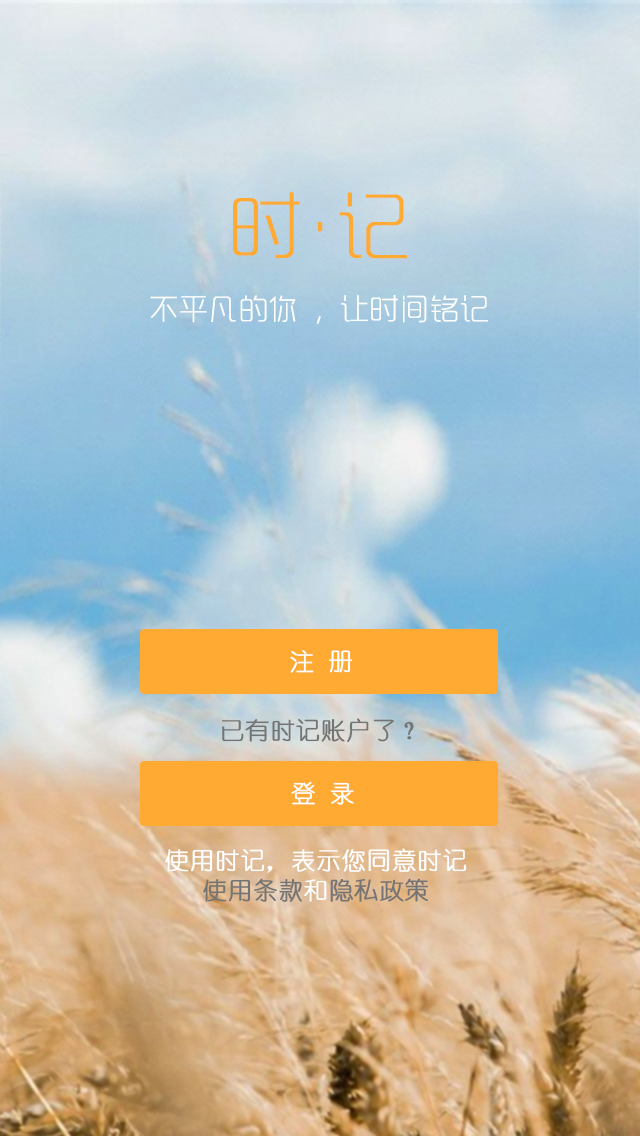 时·记
不平凡的你 ，让时间铭记
注 册
已有时记账户了？
登 录
使用时记，表示您同意时记
使用条款和隐私政策